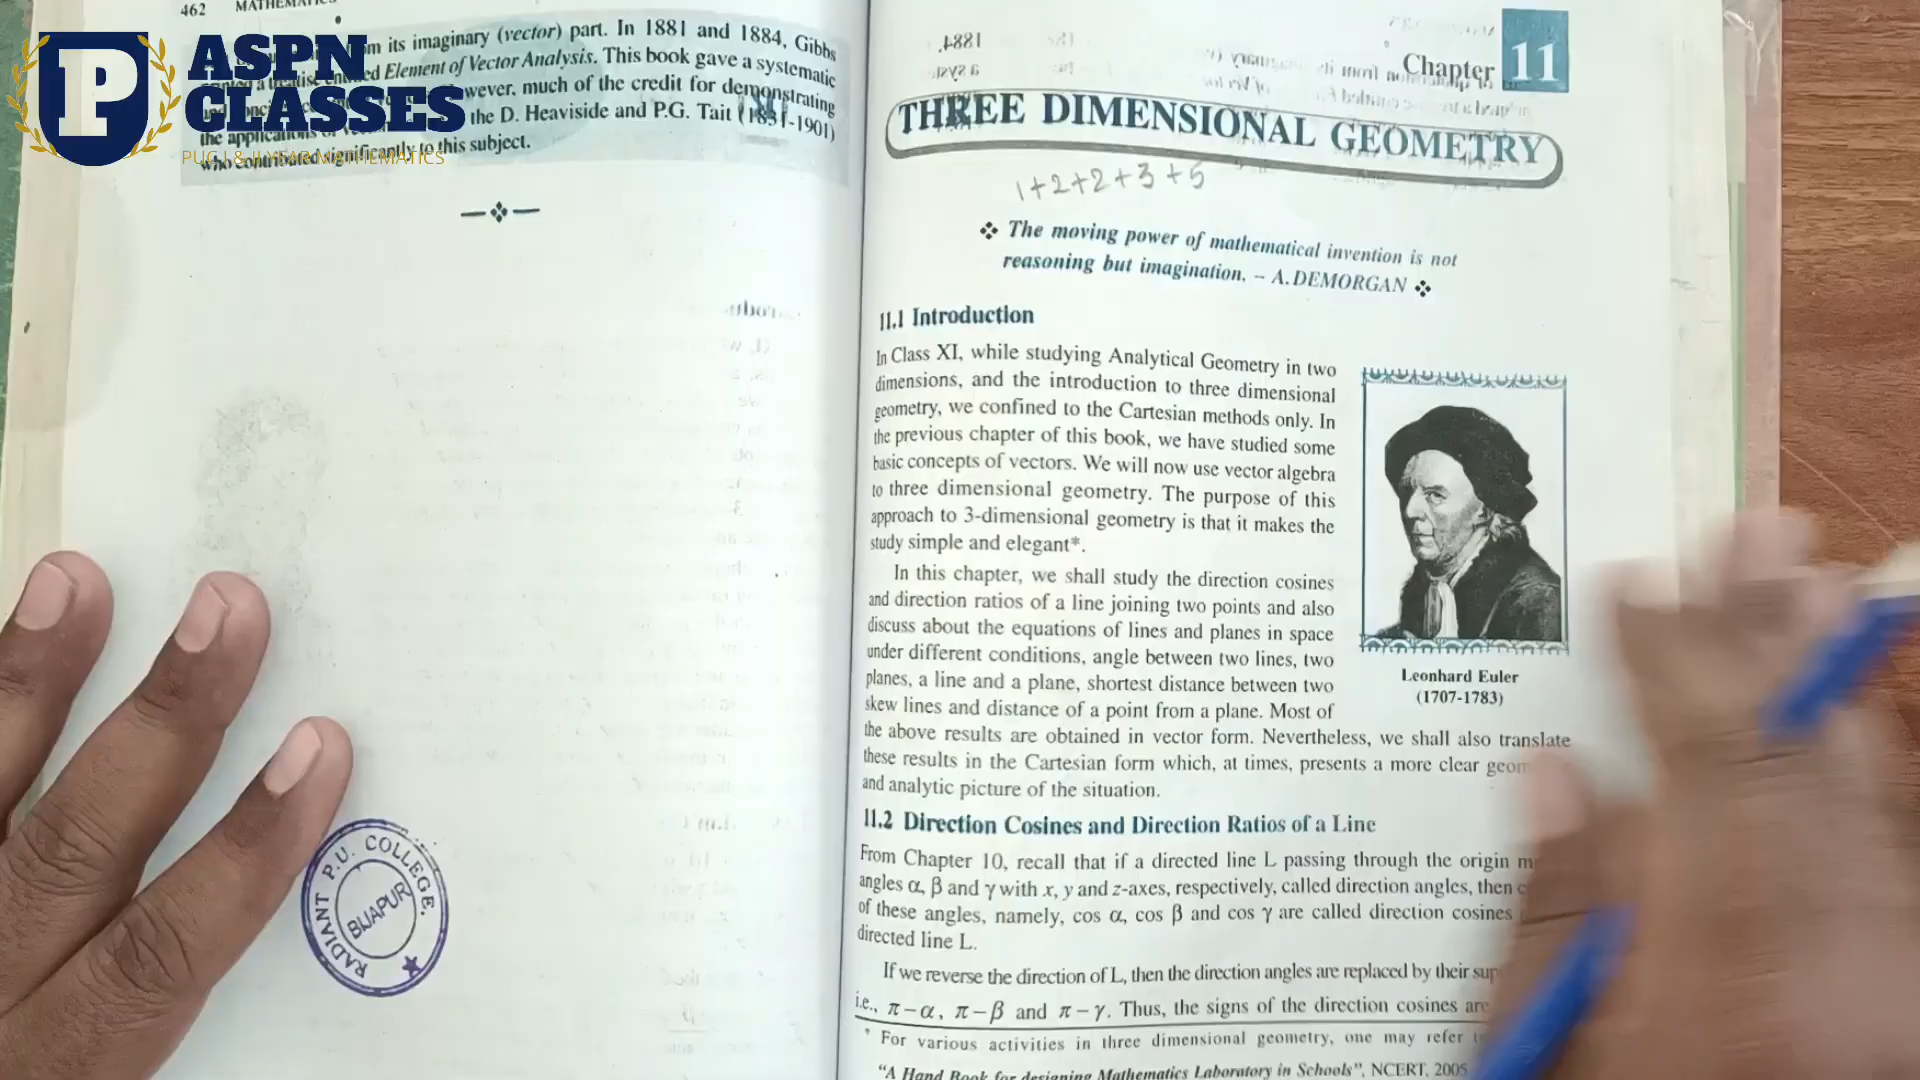 462 MATHEMATICS
ASPN
CLASSES
PUC I & II YEAR MATHEMATICS
P
om its imaginary (vector) part. In 1881 and 1884, Gibbs
Element of Vector Analysis. This book gave a systematic
wever, much of the credit for demonstrating
the applications the D. Heaviside and P.G. Tait (1831-1901)
who contributed significantly to this subject.
RADIANT P.U. COLLEGE.
BIJAPUR
Chapter 11
THREE DIMENSIONAL GEOMETRY
1+2+2+3+5
❖ The moving power of mathematical invention is not
reasoning but imagination. – A.DEMORGAN ❖
11.1 Introduction
In Class XI, while studying Analytical Geometry in two
dimensions, and the introduction to three dimensional
geometry, we confined to the Cartesian methods only. In
the previous chapter of this book, we have studied some
basic concepts of vectors. We will now use vector algebra
to three dimensional geometry. The purpose of this
approach to 3-dimensional geometry is that it makes the
study simple and elegant*.
In this chapter, we shall study the direction cosines
and direction ratios of a line joining two points and also
discuss about the equations of lines and planes in space
under different conditions, angle between two lines, two
planes, a line and a plane, shortest distance between two
skew lines and distance of a point from a plane. Most of
the above results are obtained in vector form. Nevertheless, we shall also translate
these results in the Cartesian form which, at times, presents a more clear geom
and analytic picture of the situation.
Leonhard Euler
(1707-1783)
11.2 Direction Cosines and Direction Ratios of a Line
From Chapter 10, recall that if a directed line L passing through the origin m
angles α, β and γ with x, y and z-axes, respectively, called direction angles, then c
of these angles, namely, cos α, cos β and cos γ are called direction cosines
directed line L.
If we reverse the direction of L, then the direction angles are replaced by their sup
i.e., π–α, π–β and π–γ. Thus, the signs of the direction cosines are
* For various activities in three dimensional geometry, one may refer
"A Hand Book for designing Mathematics Laboratory in Schools", NCERT, 2005